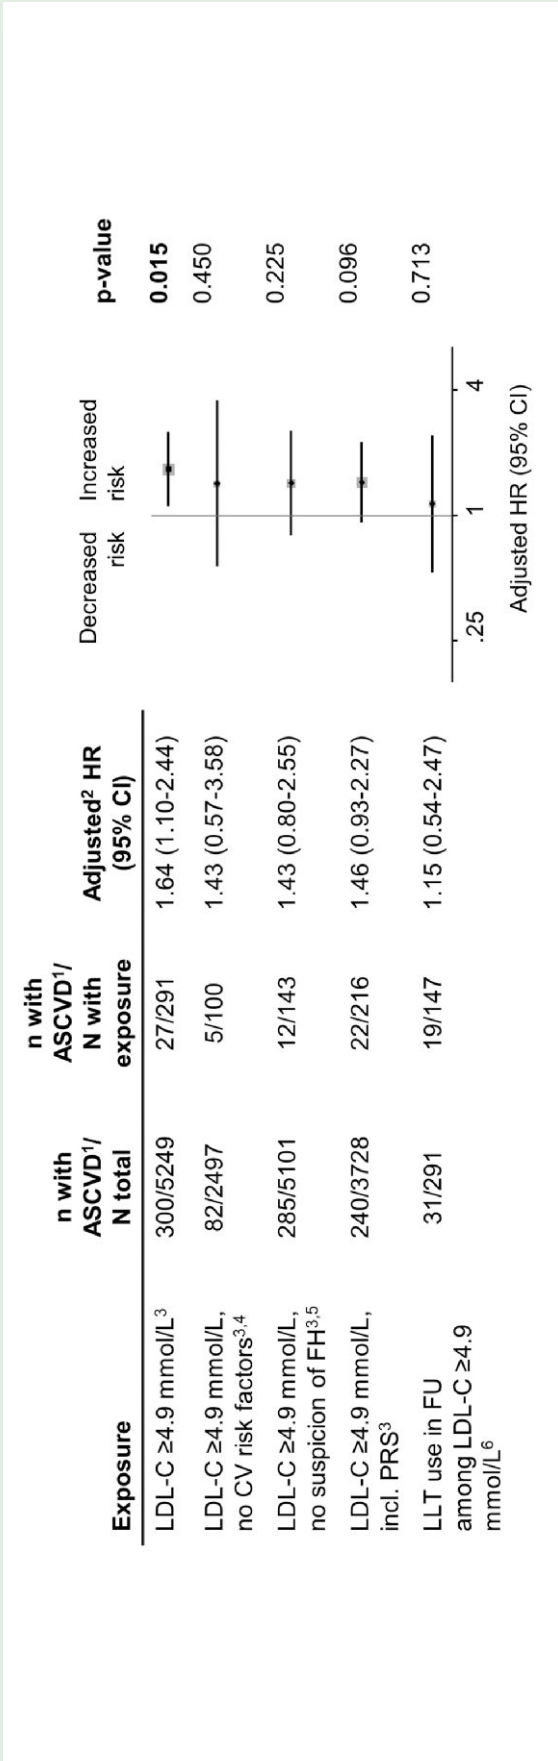 Exposure
n with
ASCVD¹/
N total
n with
ASCVD¹/
N with
exposure
Adjusted² HR
(95% CI)
Decreased
risk
Increased
risk
p-value
LDL-C ≥4.9 mmol/L³ 300/5249 27/291 1.64 (1.10-2.44) 0.015
LDL-C ≥4.9 mmol/L, 82/2497 5/100 1.43 (0.57-3.58) 0.450
no CV risk factors³,⁴
LDL-C ≥4.9 mmol/L, 285/5101 12/143 1.43 (0.80-2.55) 0.225
no suspicion of FH³,⁵
LDL-C ≥4.9 mmol/L, 240/3728 22/216 1.46 (0.93-2.27) 0.096
incl. PRS³
LLT use in FU 31/291 19/147 1.15 (0.54-2.47) 0.713
among LDL-C ≥4.9
mmol/L⁶
.25 1 4
Adjusted HR (95% CI)